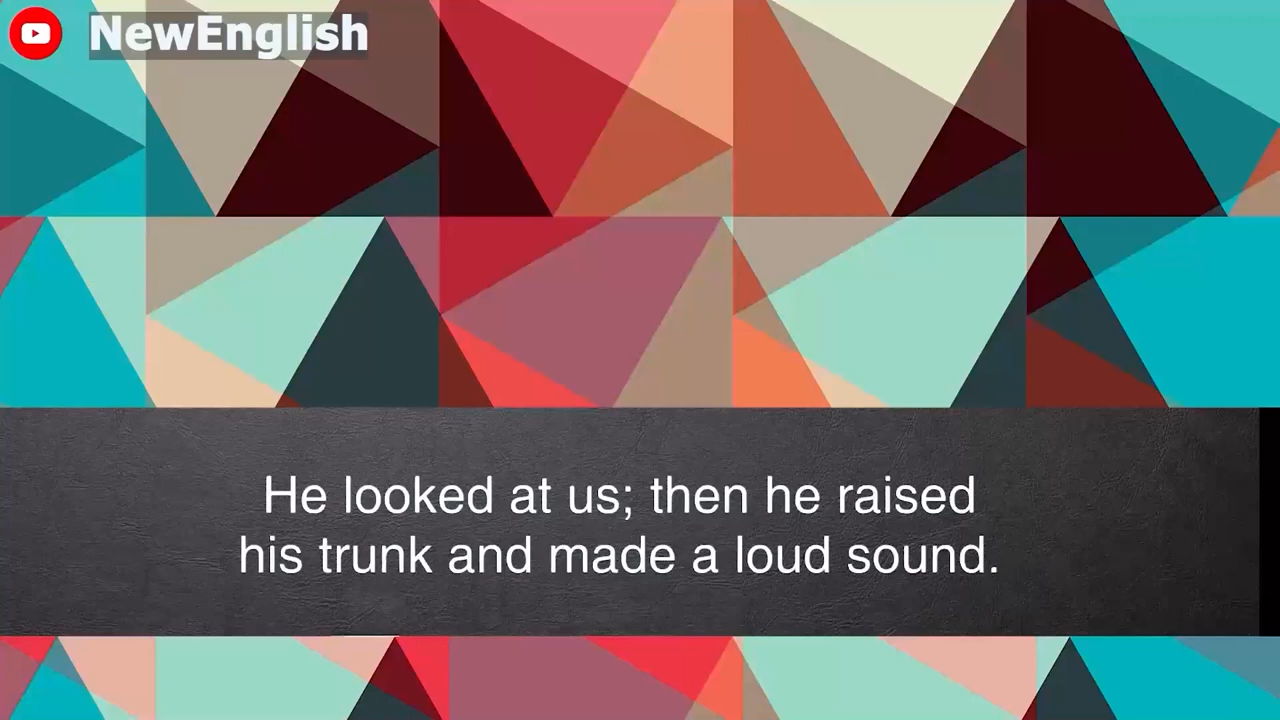 NewEnglish
He looked at us; then he raised
his trunk and made a loud sound.